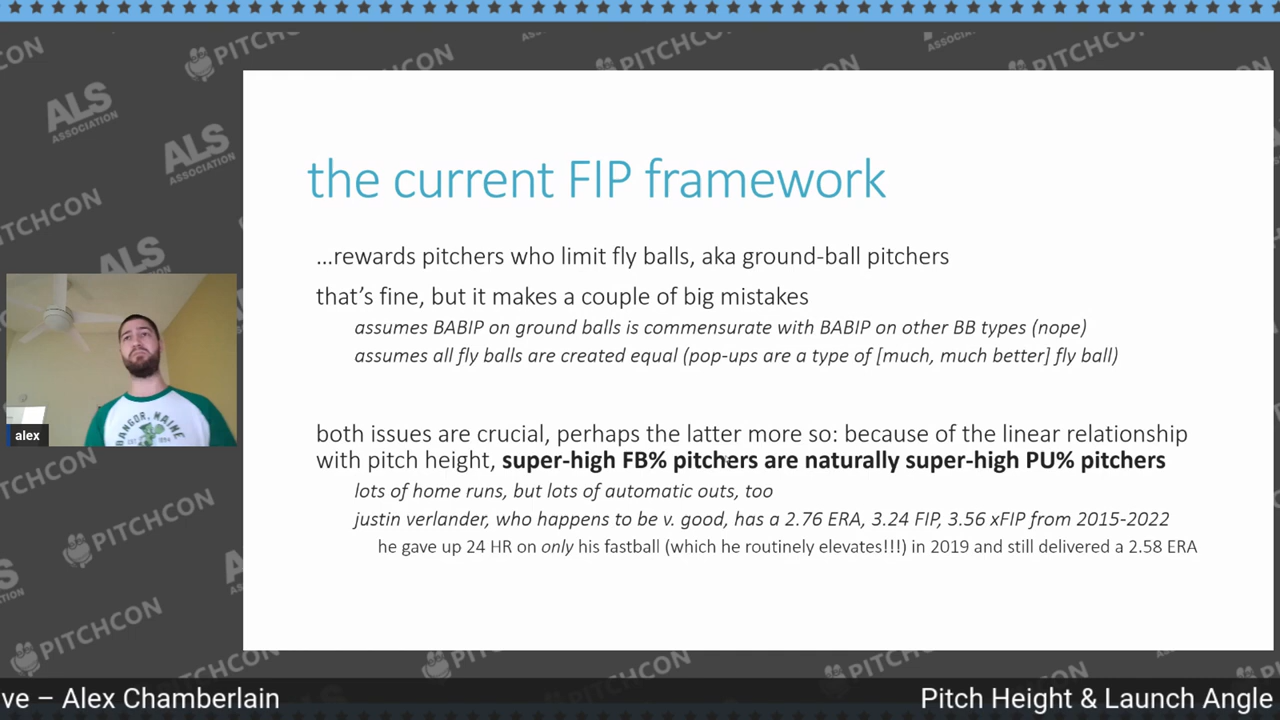 the current FIP framework
…rewards pitchers who limit fly balls, aka ground-ball pitchers
that's fine, but it makes a couple of big mistakes
assumes BABIP on ground balls is commensurate with BABIP on other BB types (nope)
assumes all fly balls are created equal (pop-ups are a type of [much, much better] fly ball)
both issues are crucial, perhaps the latter more so: because of the linear relationship
with pitch height, super-high FB% pitchers are naturally super-high PU% pitchers
lots of home runs, but lots of automatic outs, too
justin verlander, who happens to be v. good, has a 2.76 ERA, 3.24 FIP, 3.56 xFIP from 2015-2022
he gave up 24 HR on only his fastball (which he routinely elevates!!!) in 2019 and still delivered a 2.58 ERA
ALS
ASSOCIATION
ALS
ASSOCIATION
ALS
PITCHCON
PITCHCON
PITCHCON
BANGOR, MAINE
alex
ve – Alex Chamberlain
Pitch Height & Launch Angle